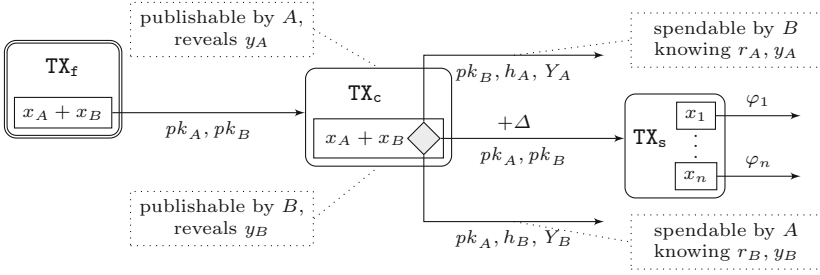 publishable by A,
reveals y_A
spendable by B
knowing r_A, y_A
TX_f
x_A + x_B
pk_A, pk_B
TX_c
x_A + x_B
pk_B, h_A, Y_A
+Δ
pk_A, pk_B
pk_A, h_B, Y_B
TX_s
x_1
⋮
x_n
φ_1
φ_n
publishable by B,
reveals y_B
spendable by A
knowing r_B, y_B